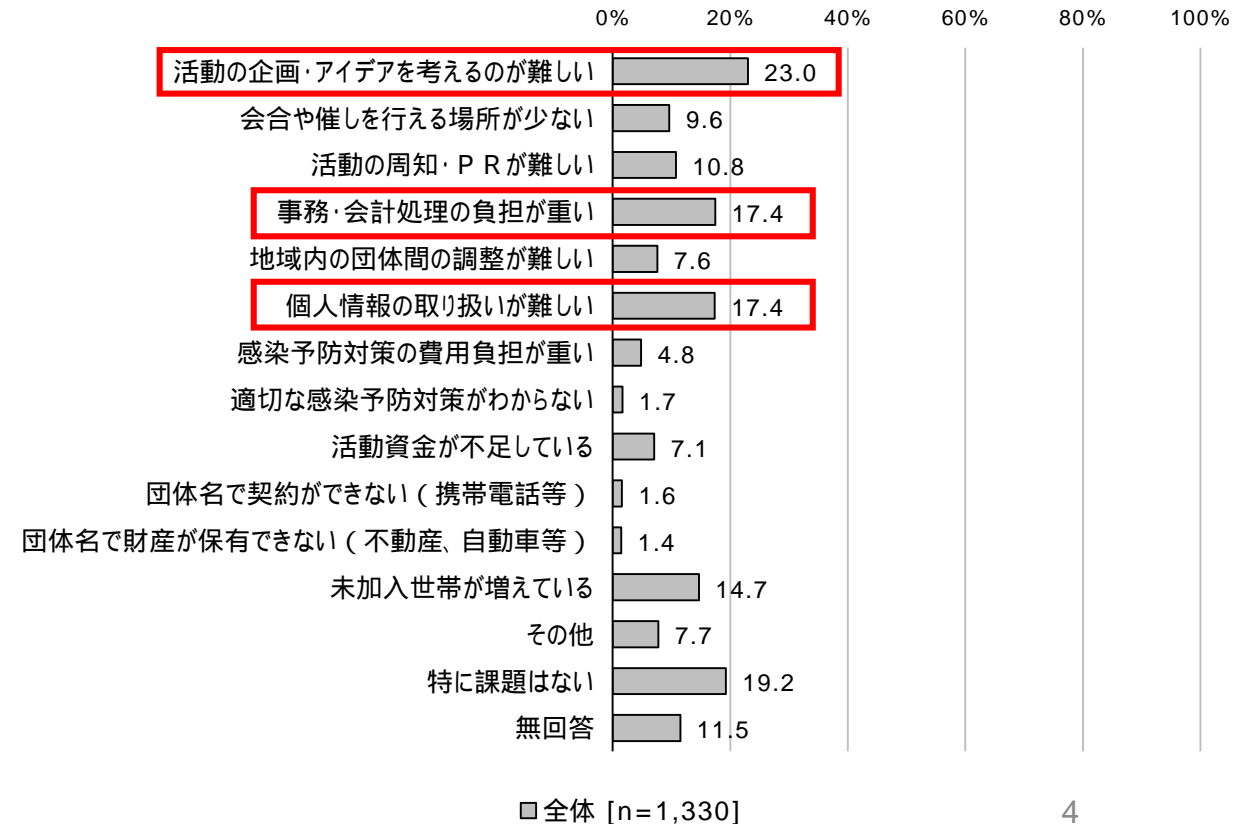 0% 20% 40% 60% 80% 100%
活動の企画・アイデアを考えるのが難しい 23.0
会合や催しを行える場所が少ない 9.6
活動の周知・ＰＲが難しい 10.8
事務・会計処理の負担が重い 17.4
地域内の団体間の調整が難しい 7.6
個人情報の取り扱いが難しい 17.4
感染予防対策の費用負担が重い 4.8
適切な感染予防対策がわからない 1.7
活動資金が不足している 7.1
団体名で契約ができない（携帯電話等） 1.6
団体名で財産が保有できない（不動産、自動車等） 1.4
未加入世帯が増えている 14.7
その他 7.7
特に課題はない 19.2
無回答 11.5
全体 [n=1,330]
4